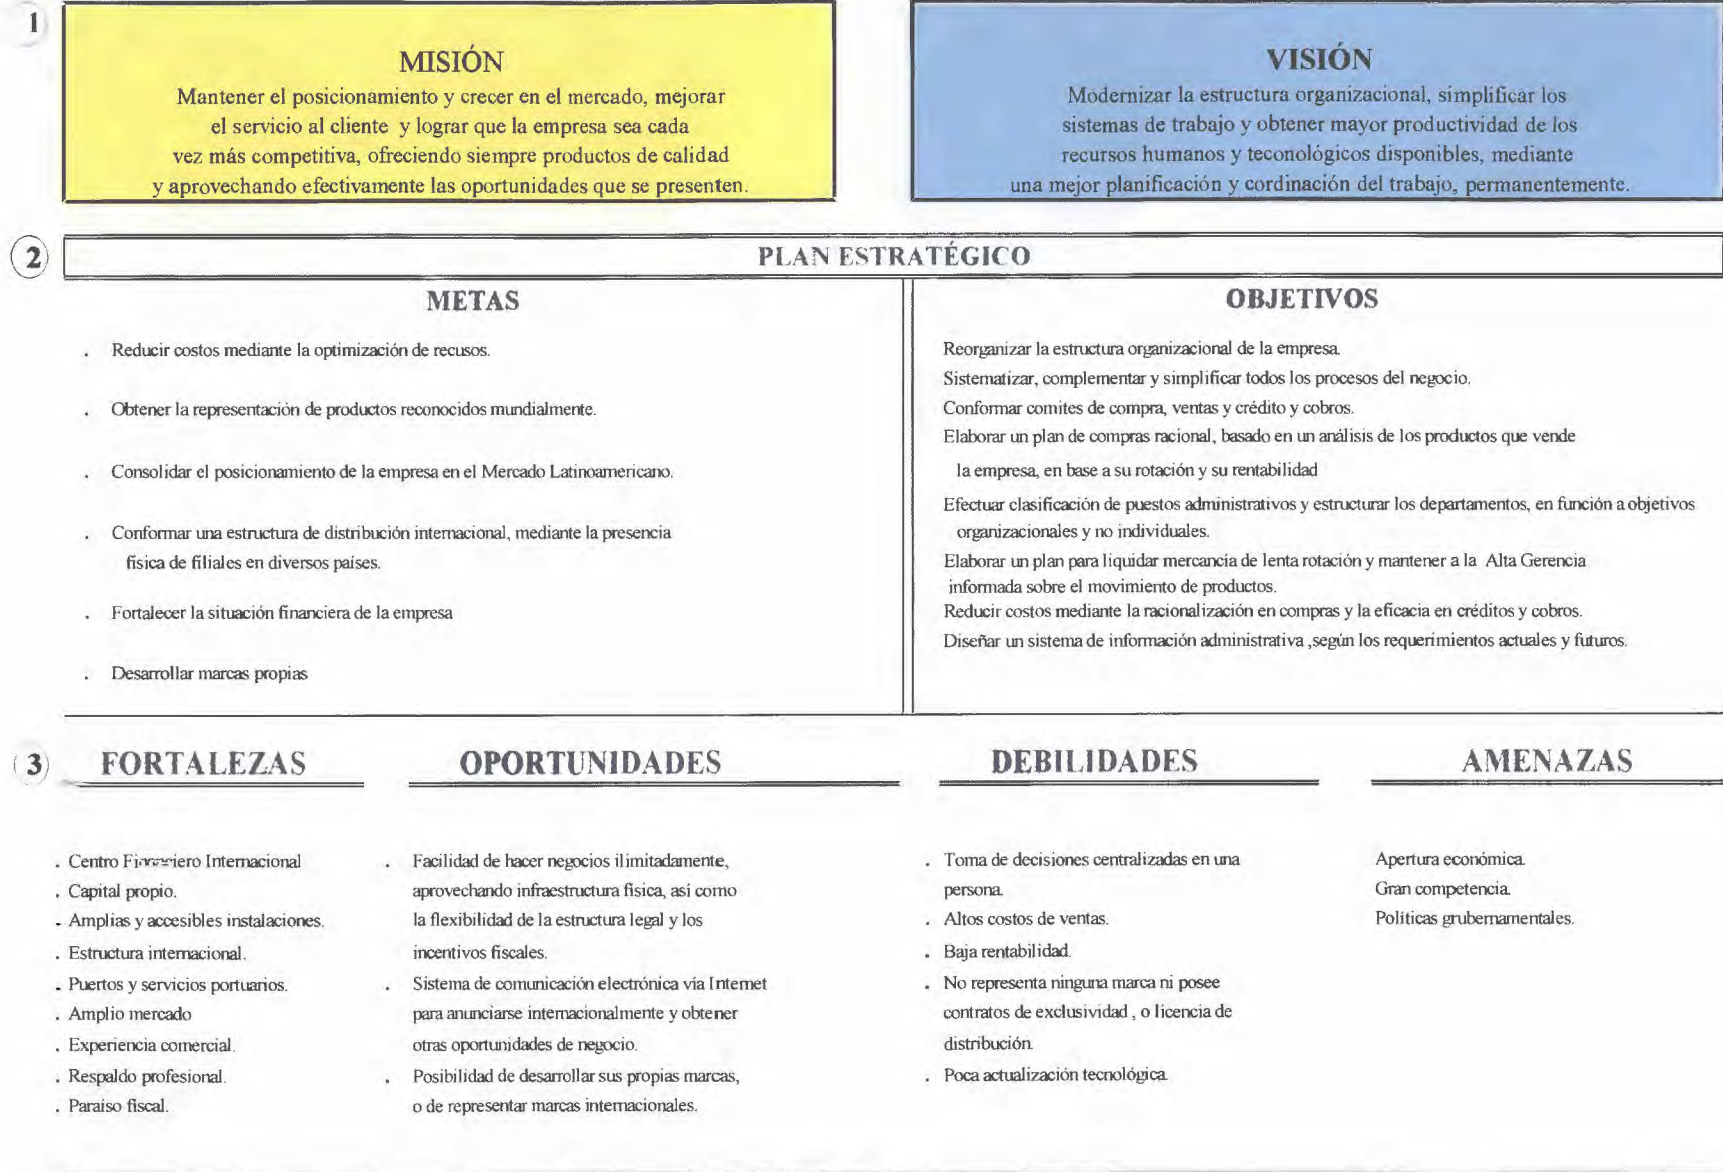 1
MISIÓN
Mantener el posicionamiento y crecer en el mercado, mejorar
el servicio al cliente y lograr que la empresa sea cada
vez más competitiva, ofreciendo siempre productos de calidad
y aprovechando efectivamente las oportunidades que se presenten.
VISIÓN
Modernizar la estructura organizacional, simplificar los
sistemas de trabajo y obtener mayor productividad de los
recursos humanos y teconológicos disponibles, mediante
una mejor planificación y cordinación del trabajo, permanentemente.
2
PLAN ESTRATÉGICO
METAS
. Reducir costos mediante la optimización de recusos.
. Obtener la representación de productos reconocidos mundialmente.
. Consolidar el posicionamiento de la empresa en el Mercado Latinoamericano.
. Conformar una estructura de distribución internacional, mediante la presencia
física de filiales en diversos países.
. Fortalecer la situación financiera de la empresa
. Desarrollar marcas propias
OBJETIVOS
Reorganizar la estructura organizacional de la empresa.
Sistematizar, complementar y simplificar todos los procesos del negocio.
Conformar comites de compra, ventas y crédito y cobros.
Elaborar un plan de compras racional, basado en un análisis de los productos que vende
la empresa, en base a su rotación y su rentabilidad
Efectuar clasificación de puestos administrativos y estructurar los departamentos, en función a objetivos
organizacionales y no individuales.
Elaborar un plan para liquidar mercancía de lenta rotación y mantener a la Alta Gerencia
informada sobre el movimiento de productos.
Reducir costos mediante la racionalización en compras y la eficacia en créditos y cobros.
Diseñar un sistema de información administrativa ,según los requerimientos actuales y futuros.
3
FORTALEZAS
. Centro Financiero Internacional
. Capital propio.
. Amplias y accesibles instalaciones.
. Estructura internacional.
. Puertos y servicios portuarios.
. Amplio mercado
. Experiencia comercial.
. Respaldo profesional.
. Paraíso fiscal.
OPORTUNIDADES
. Facilidad de hacer negocios ilimitadamente,
aprovechando infraestructura física, así como
la flexibilidad de la estructura legal y los
incentivos fiscales.
. Sistema de comunicación electrónica vía Internet
para anunciarse internacionalmente y obtener
otras oportunidades de negocio.
. Posibilidad de desarrollar sus propias marcas,
o de representar marcas internacionales.
DEBILIDADES
. Toma de decisiones centralizadas en una
persona.
. Altos costos de ventas.
. Baja rentabilidad.
. No representa ninguna marca ni posee
contratos de exclusividad , o licencia de
distribución.
. Poca actualización tecnológica.
AMENAZAS
Apertura económica.
Gran competencia.
Políticas grubernamentales.